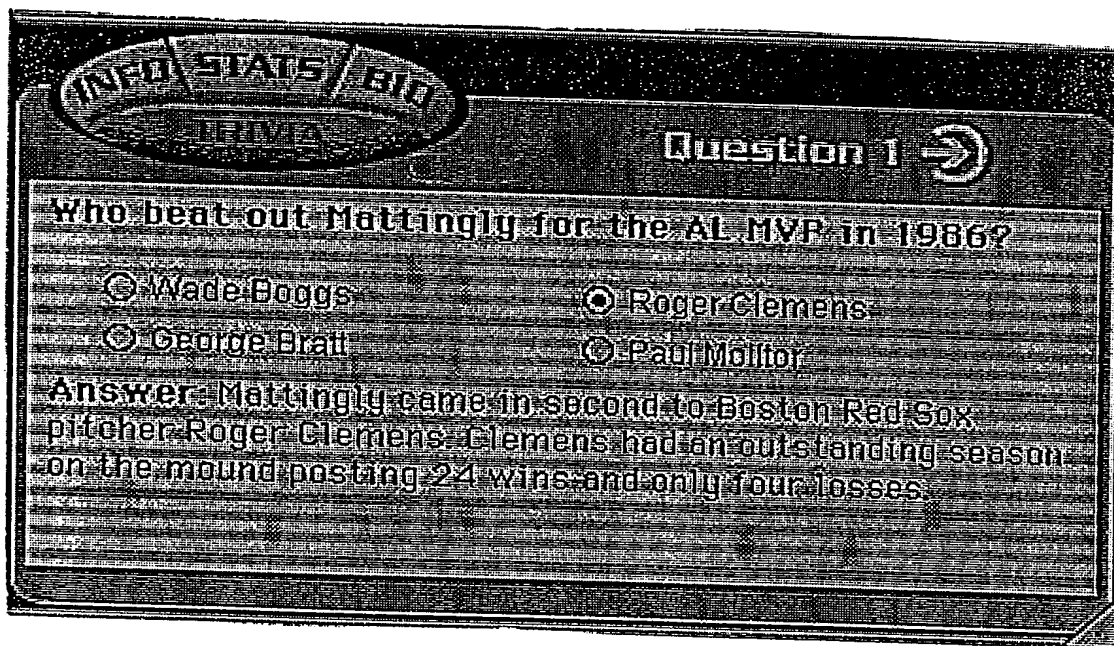 INFO STATS BIO
TRIVIA
Question 1
Who beat out Mattingly for the AL MVP in 1986?
Wade Boggs
Roger Clemens
George Brett
Paul Molitor
Answer: Mattingly came in second to Boston Red Sox
pitcher Roger Clemens. Clemens had an outstanding season
on the mound posting 24 wins and only four losses.